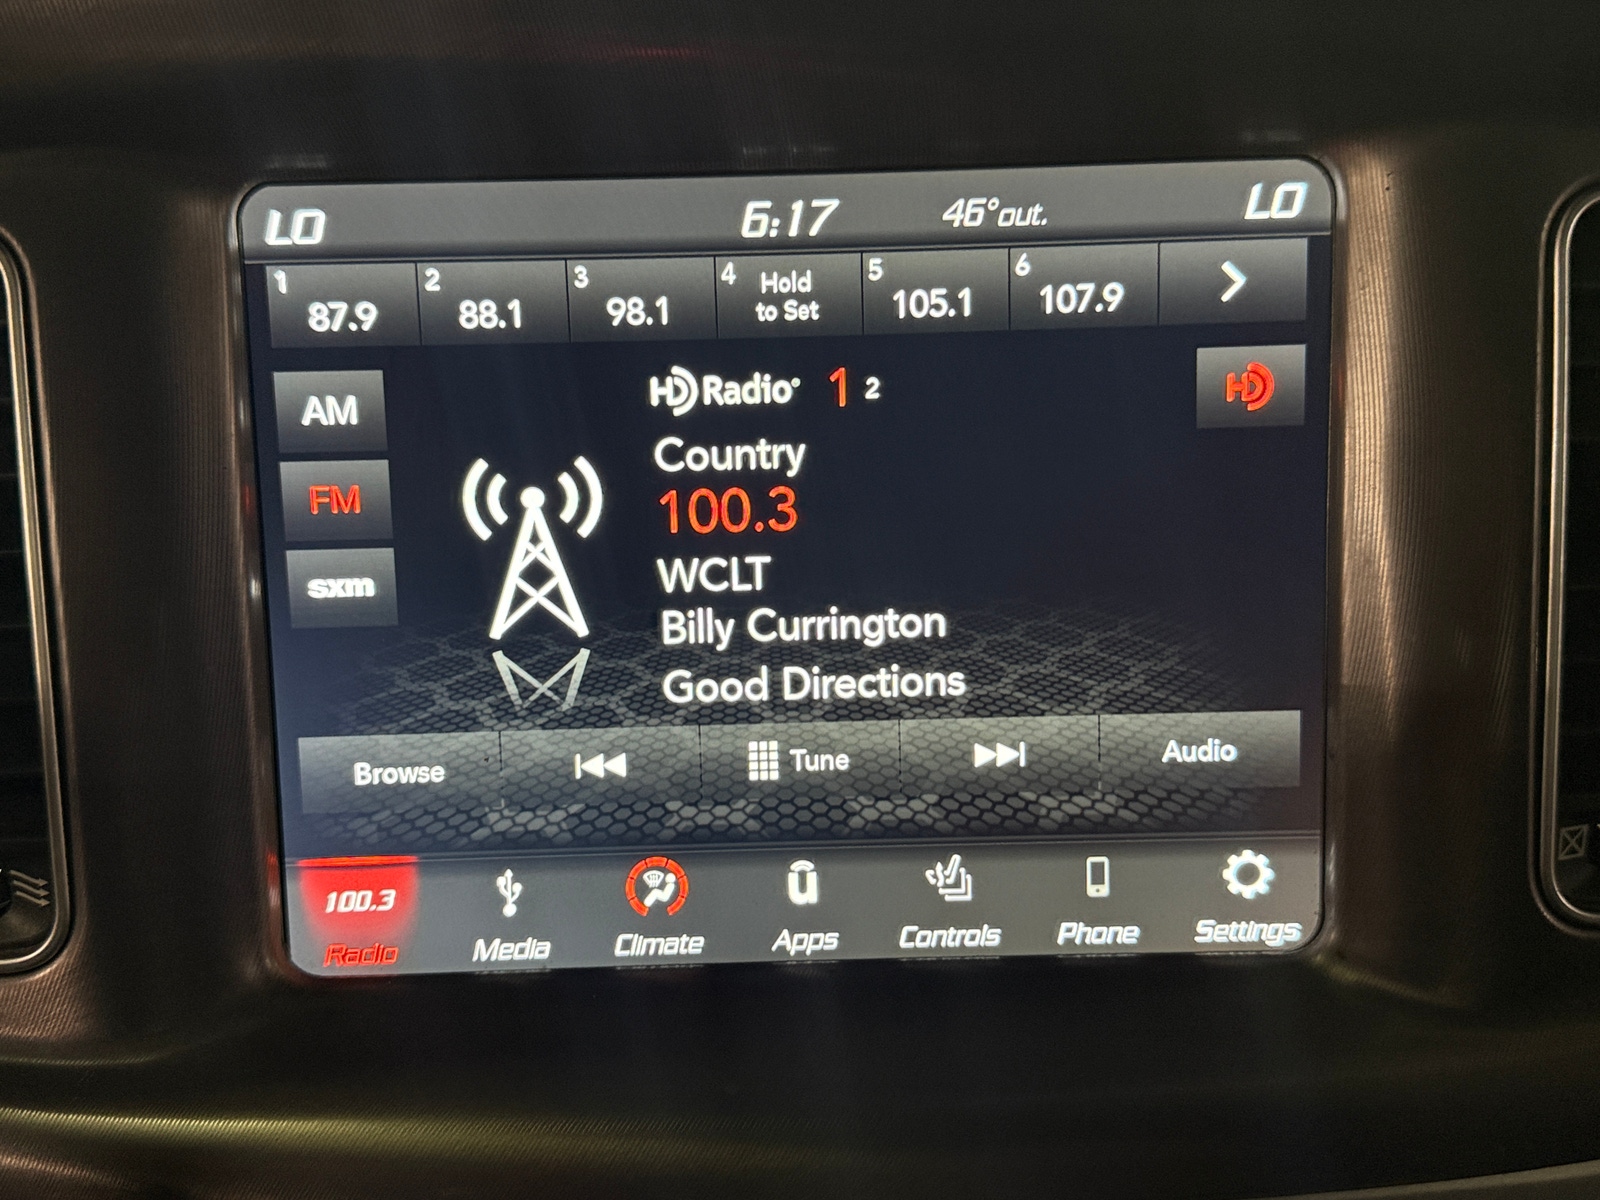 LO 6:17 46°out. LO
1 87.9 2 88.1 3 98.1 4 Hold to Set 5 105.1 6 107.9
HD Radio® 1 2 HD
AM
Country
FM
100.3
sxm
WCLT
Billy Currington
Good Directions
Browse Tune Audio
100.3
Radio Media Climate Apps Controls Phone Settings